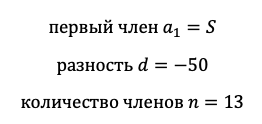 первый член a₁ = S
разность d = −50
количество членов n = 13